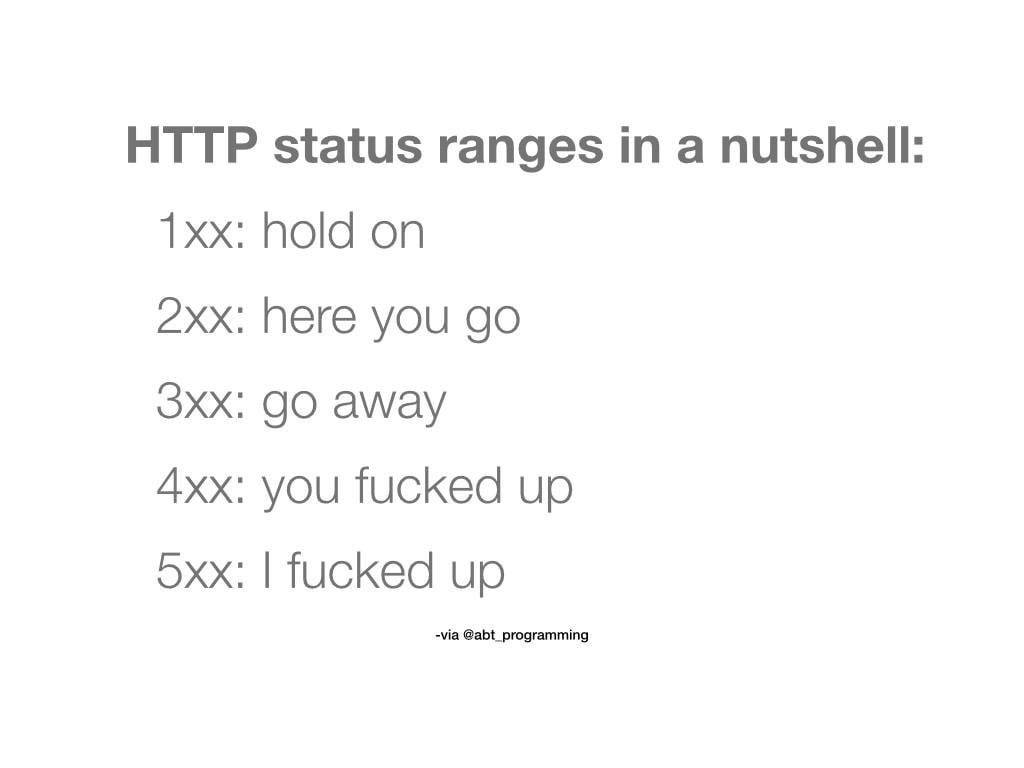 HTTP status ranges in a nutshell:
1xx: hold on
2xx: here you go
3xx: go away
4xx: you fucked up
5xx: I fucked up
-via @abt_programming